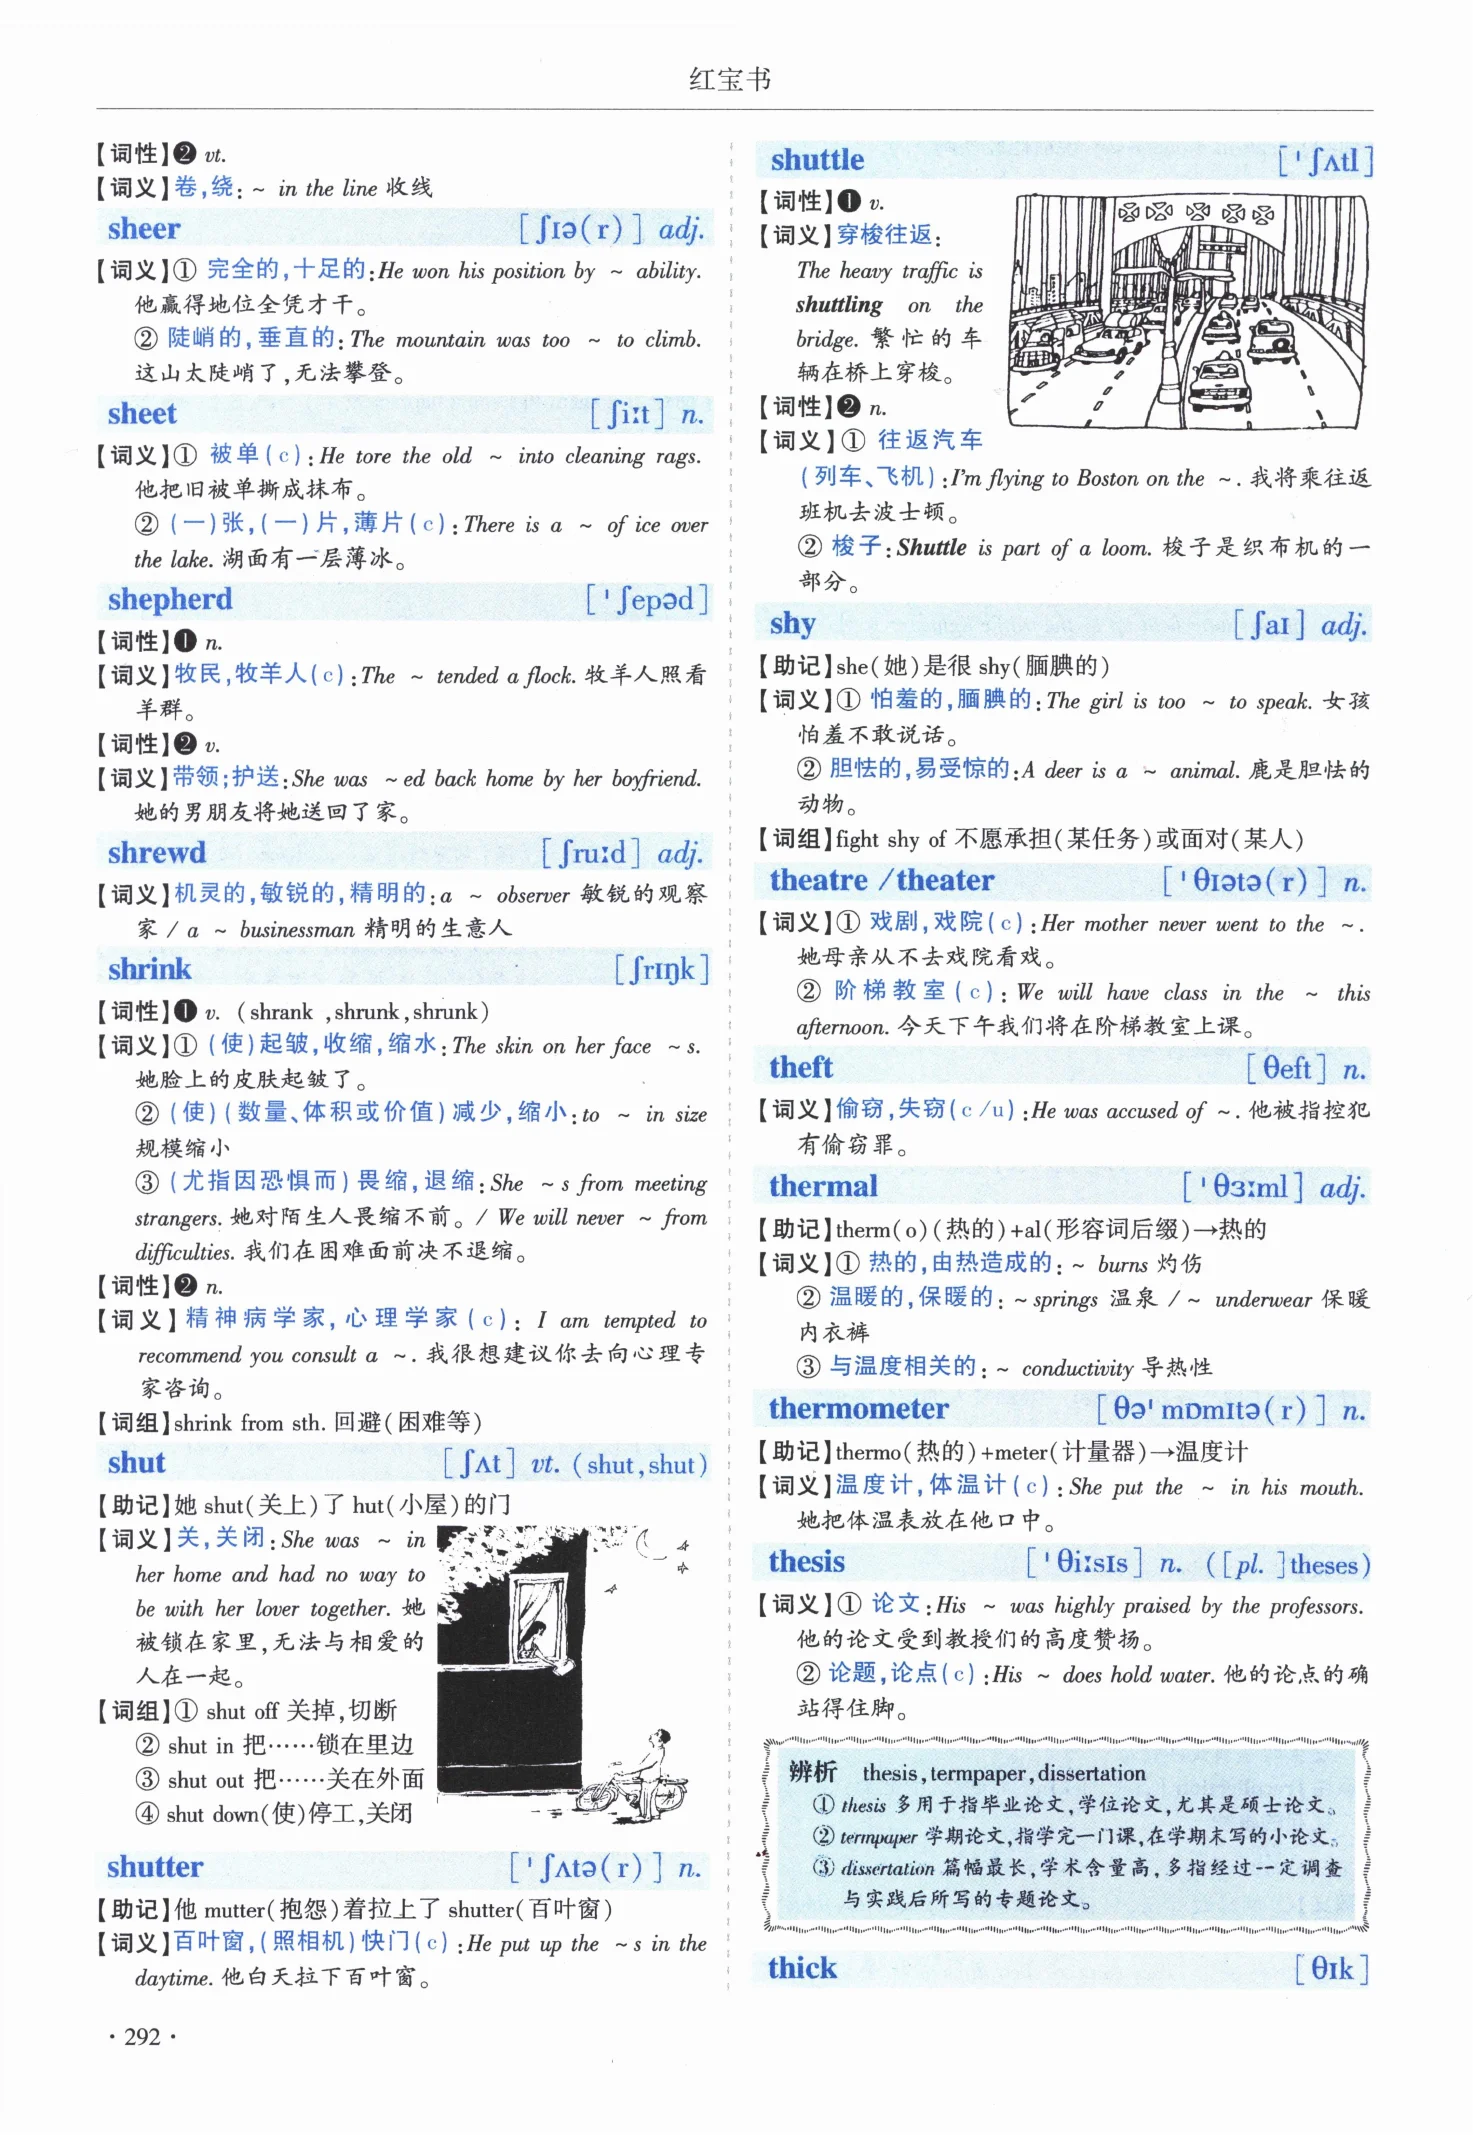 红宝书
【词性】❷ vt.
【词义】卷,绕: ~ in the line 收线
sheer [ʃɪə(r)] adj.
【词义】① 完全的,十足的:He won his position by ~ ability.
他赢得地位全凭才干。
② 陡峭的,垂直的: The mountain was too ~ to climb.
这山太陡峭了,无法攀登。
sheet [ʃiːt] n.
【词义】① 被单(c):He tore the old ~ into cleaning rags.
他把旧被单撕成抹布。
② (一)张,(一)片,薄片(c): There is a ~ of ice over
the lake. 湖面有一层薄冰。
shepherd [ˈʃepəd]
【词性】❶ n.
【词义】牧民,牧羊人(c):The ~ tended a flock. 牧羊人照看
羊群。
【词性】❷ v.
【词义】带领;护送:She was ~ed back home by her boyfriend.
她的男朋友将她送回了家。
shrewd [ʃruːd] adj.
【词义】机灵的,敏锐的,精明的:a ~ observer 敏锐的观察
家 / a ~ businessman 精明的生意人
shrink [ʃrɪŋk]
【词性】❶ v. (shrank ,shrunk,shrunk)
【词义】① (使)起皱,收缩,缩水: The skin on her face ~s.
她脸上的皮肤起皱了。
② (使)(数量、体积或价值)减少,缩小:to ~ in size
规模缩小
③ (尤指因恐惧而)畏缩,退缩:She ~s from meeting
strangers. 她对陌生人畏缩不前。/ We will never ~ from
difficulties. 我们在困难面前决不退缩。
【词性】❷ n.
【词义】精神病学家,心理学家(c): I am tempted to
recommend you consult a ~. 我很想建议你去向心理专
家咨询。
【词组】shrink from sth. 回避(困难等)
shut [ʃʌt] vt. (shut,shut)
【助记】她 shut(关上)了 hut(小屋)的门
【词义】关,关闭:She was ~ in
her home and had no way to
be with her lover together. 她
被锁在家里,无法与相爱的
人在一起。
【词组】① shut off 关掉,切断
② shut in 把……锁在里边
③ shut out 把……关在外面
④ shut down(使)停工,关闭
shutter [ˈʃʌtə(r)] n.
【助记】他 mutter(抱怨)着拉上了 shutter(百叶窗)
【词义】百叶窗,(照相机)快门(c):He put up the ~s in the
daytime. 他白天拉下百叶窗。
· 292 ·
shuttle [ˈʃʌtl]
【词性】❶ v.
【词义】穿梭往返:
The heavy traffic is
shuttling on the
bridge. 繁忙的车
辆在桥上穿梭。
【词性】❷ n.
【词义】① 往返汽车
(列车、飞机):I'm flying to Boston on the ~. 我将乘往返
班机去波士顿。
② 梭子:Shuttle is part of a loom. 梭子是织布机的一
部分。
shy [ʃaɪ] adj.
【助记】she(她)是很 shy(腼腆的)
【词义】① 怕羞的,腼腆的: The girl is too ~ to speak. 女孩
怕羞不敢说话。
② 胆怯的,易受惊的:A deer is a ~ animal. 鹿是胆怯的
动物。
【词组】fight shy of 不愿承担(某任务)或面对(某人)
theatre /theater [ˈθɪətə(r)] n.
【词义】① 戏剧,戏院(c):Her mother never went to the ~.
她母亲从不去戏院看戏。
② 阶梯教室(c): We will have class in the ~ this
afternoon. 今天下午我们将在阶梯教室上课。
theft [θeft] n.
【词义】偷窃,失窃(c/u):He was accused of ~. 他被指控犯
有偷窃罪。
thermal [ˈθɜːml] adj.
【助记】therm(o)(热的)+al(形容词后缀)→热的
【词义】① 热的,由热造成的: ~ burns 灼伤
② 温暖的,保暖的: ~springs 温泉 / ~ underwear 保暖
内衣裤
③ 与温度相关的: ~ conductivity 导热性
thermometer [θəˈmɒmɪtə(r)] n.
【助记】thermo(热的)+meter(计量器)→温度计
【词义】温度计,体温计(c): She put the ~ in his mouth.
她把体温表放在他口中。
thesis [ˈθiːsɪs] n. ([pl. ]theses)
【词义】① 论文:His ~ was highly praised by the professors.
他的论文受到教授们的高度赞扬。
② 论题,论点(c):His ~ does hold water. 他的论点的确
站得住脚。
辨析 thesis,termpaper,dissertation
① thesis 多用于指毕业论文,学位论文,尤其是硕士论文。
② termpaper 学期论文,指学完一门课,在学期末写的小论文。
③ dissertation 篇幅最长,学术含量高,多指经过一定调查
与实践后所写的专题论文。
thick [θɪk]